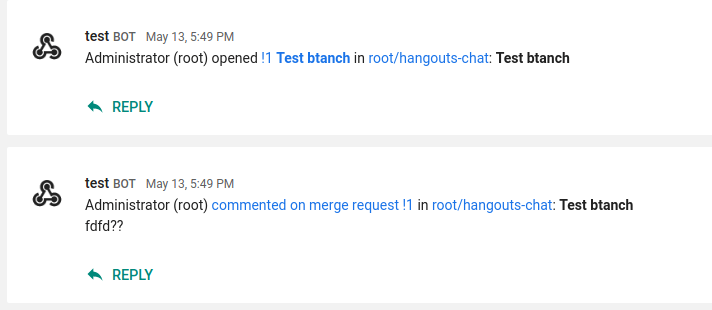 test BOT May 13, 5:49 PM
Administrator (root) opened !1 Test btanch in root/hangouts-chat: Test btanch
REPLY
test BOT May 13, 5:49 PM
Administrator (root) commented on merge request !1 in root/hangouts-chat: Test btanch
fdfd??
REPLY